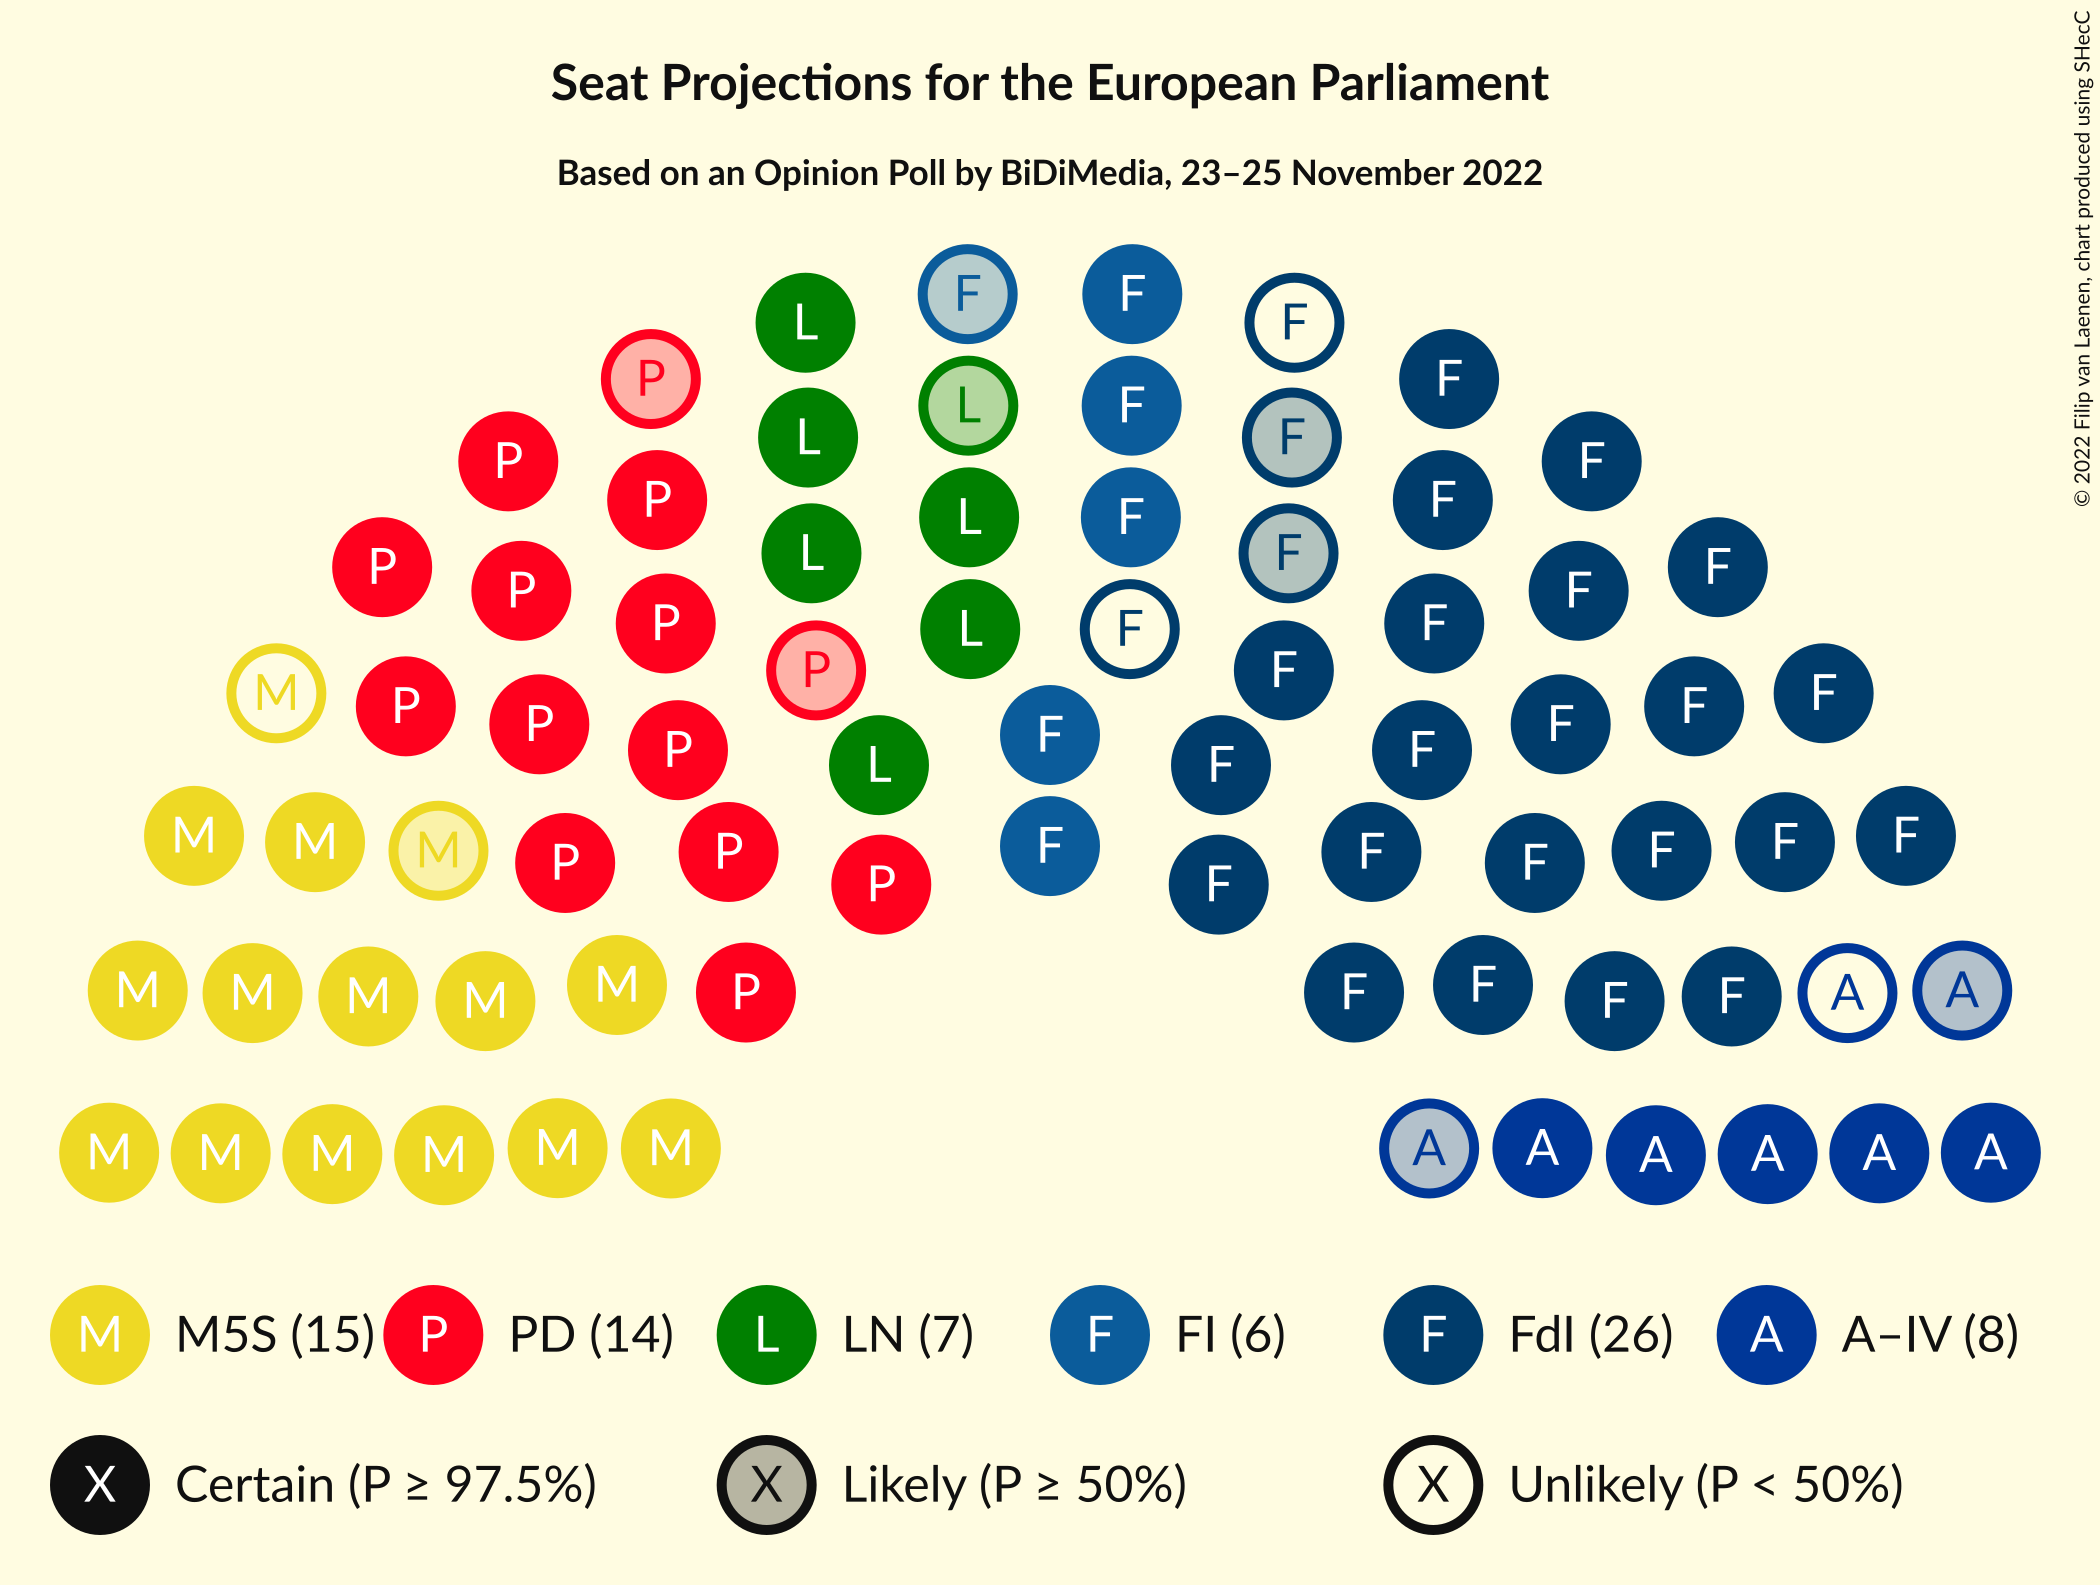 Seat Projections for the European Parliament
Based on an Opinion Poll by BiDiMedia, 23–25 November 2022
© 2022 Filip van Laenen, chart produced using SHecC
F F
L F
P F
L F
P F
L F
P F
P F
L F
P F
L F
P F
P F
P F
L F
P F
M F
P F
P F
P F
F
L F
M F
M F
M F
P F
P F
F
P F
M A
M A
M F
M F
M F
P F
M M M M M M A A A A A A
M M5S (15) P PD (14) L LN (7) F FI (6) F FdI (26) A A–IV (8)
X Certain (P ≥ 97.5%) X Likely (P ≥ 50%) X Unlikely (P < 50%)